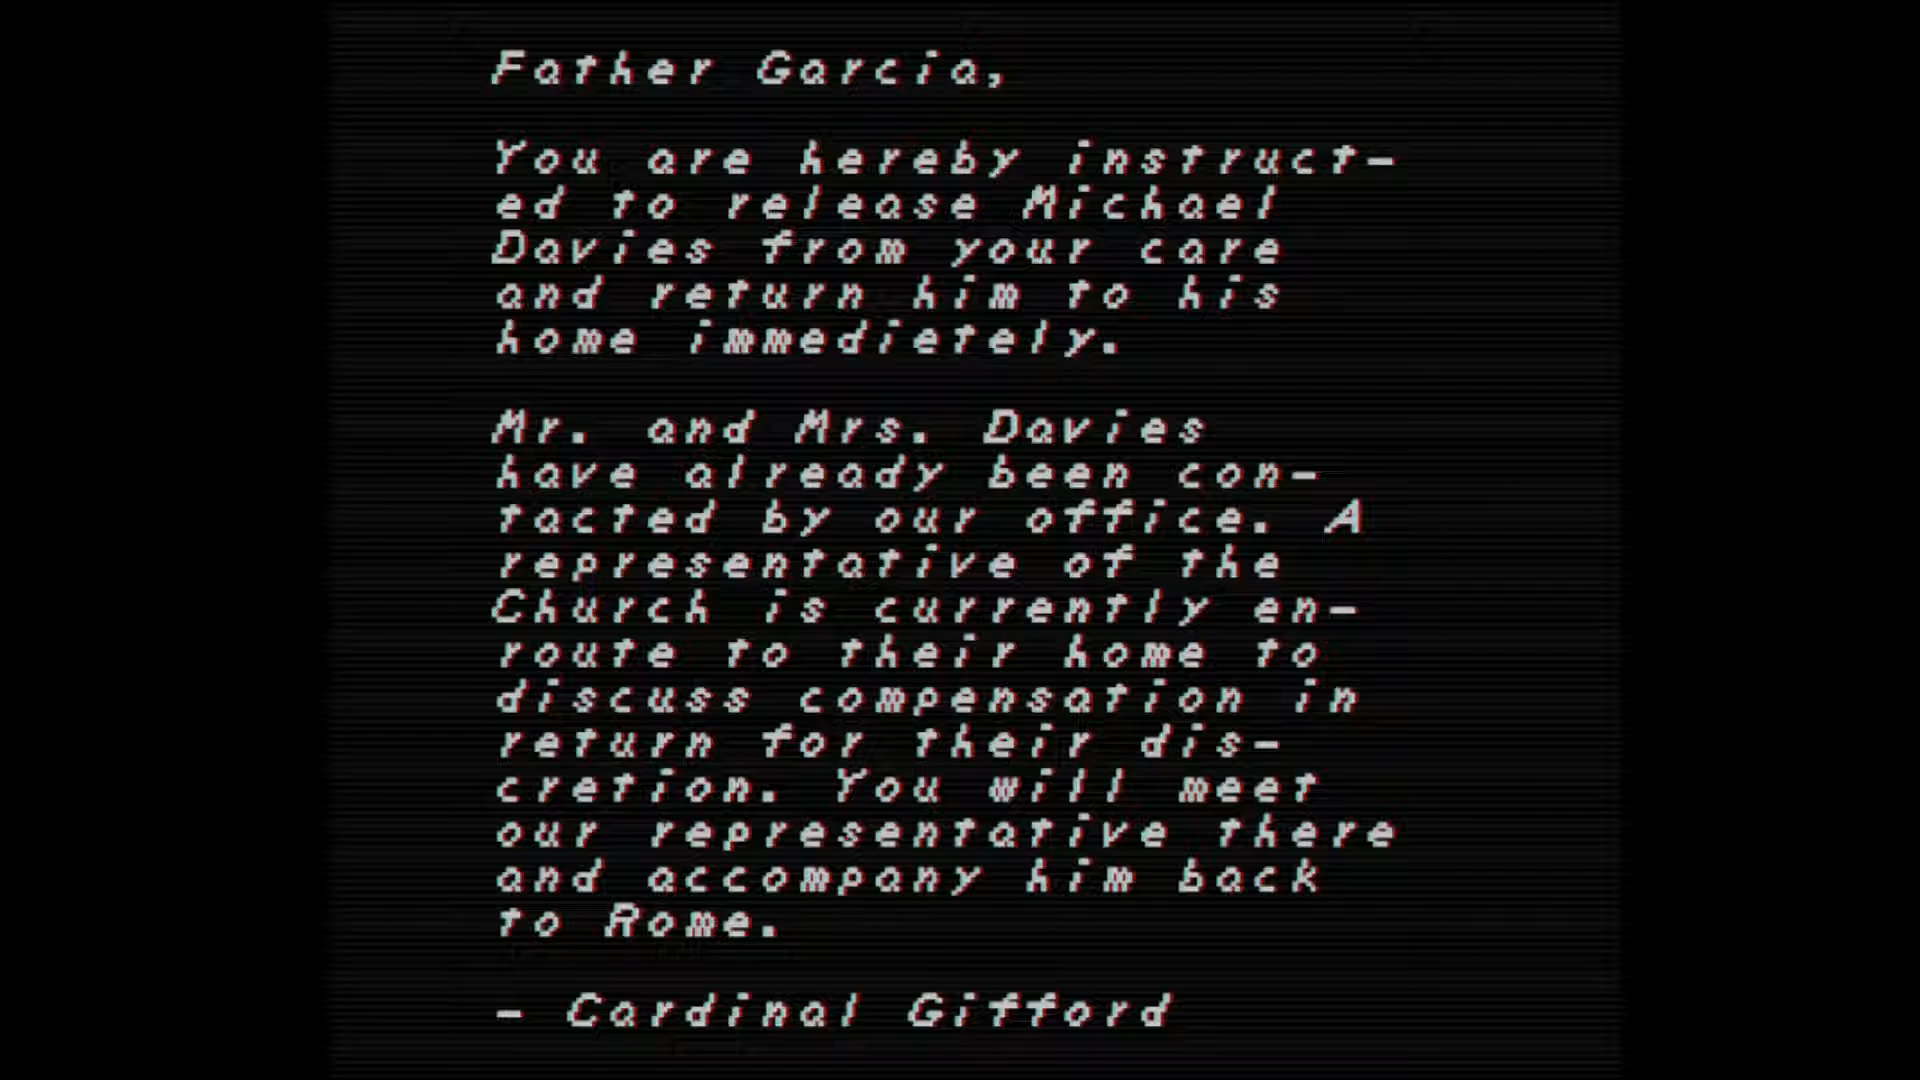 Father Garcia,
You are hereby instruct-
ed to release Michael
Davies from your care
and return him to his
home immedietely.
Mr. and Mrs. Davies
have already been con-
tacted by our office. A
representative of the
Church is currently en-
route to their home to
discuss compensation in
return for their dis-
cretion. You will meet
our representative there
and accompany him back
to Rome.
- Cardinal Gifford